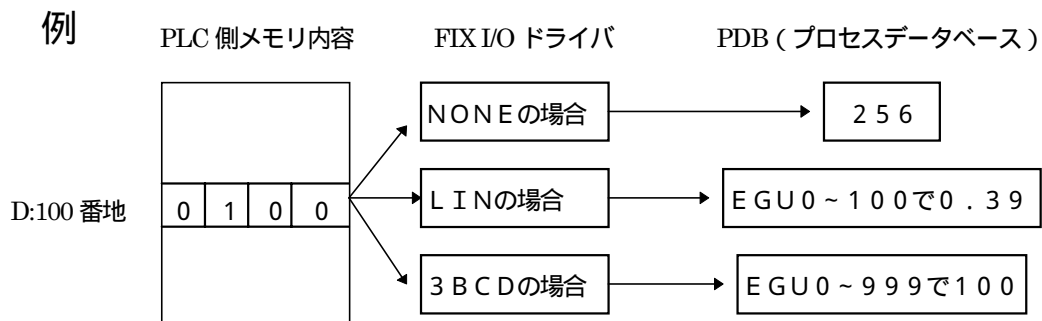 例
PLC 側メモリ内容 FIX I/O ドライバ PDB ( プロセスデータベース )
NONEの場合 256
D:100 番地 0 1 0 0 LINの場合 EGU0~100で0.39
3BCDの場合 EGU0~999で100